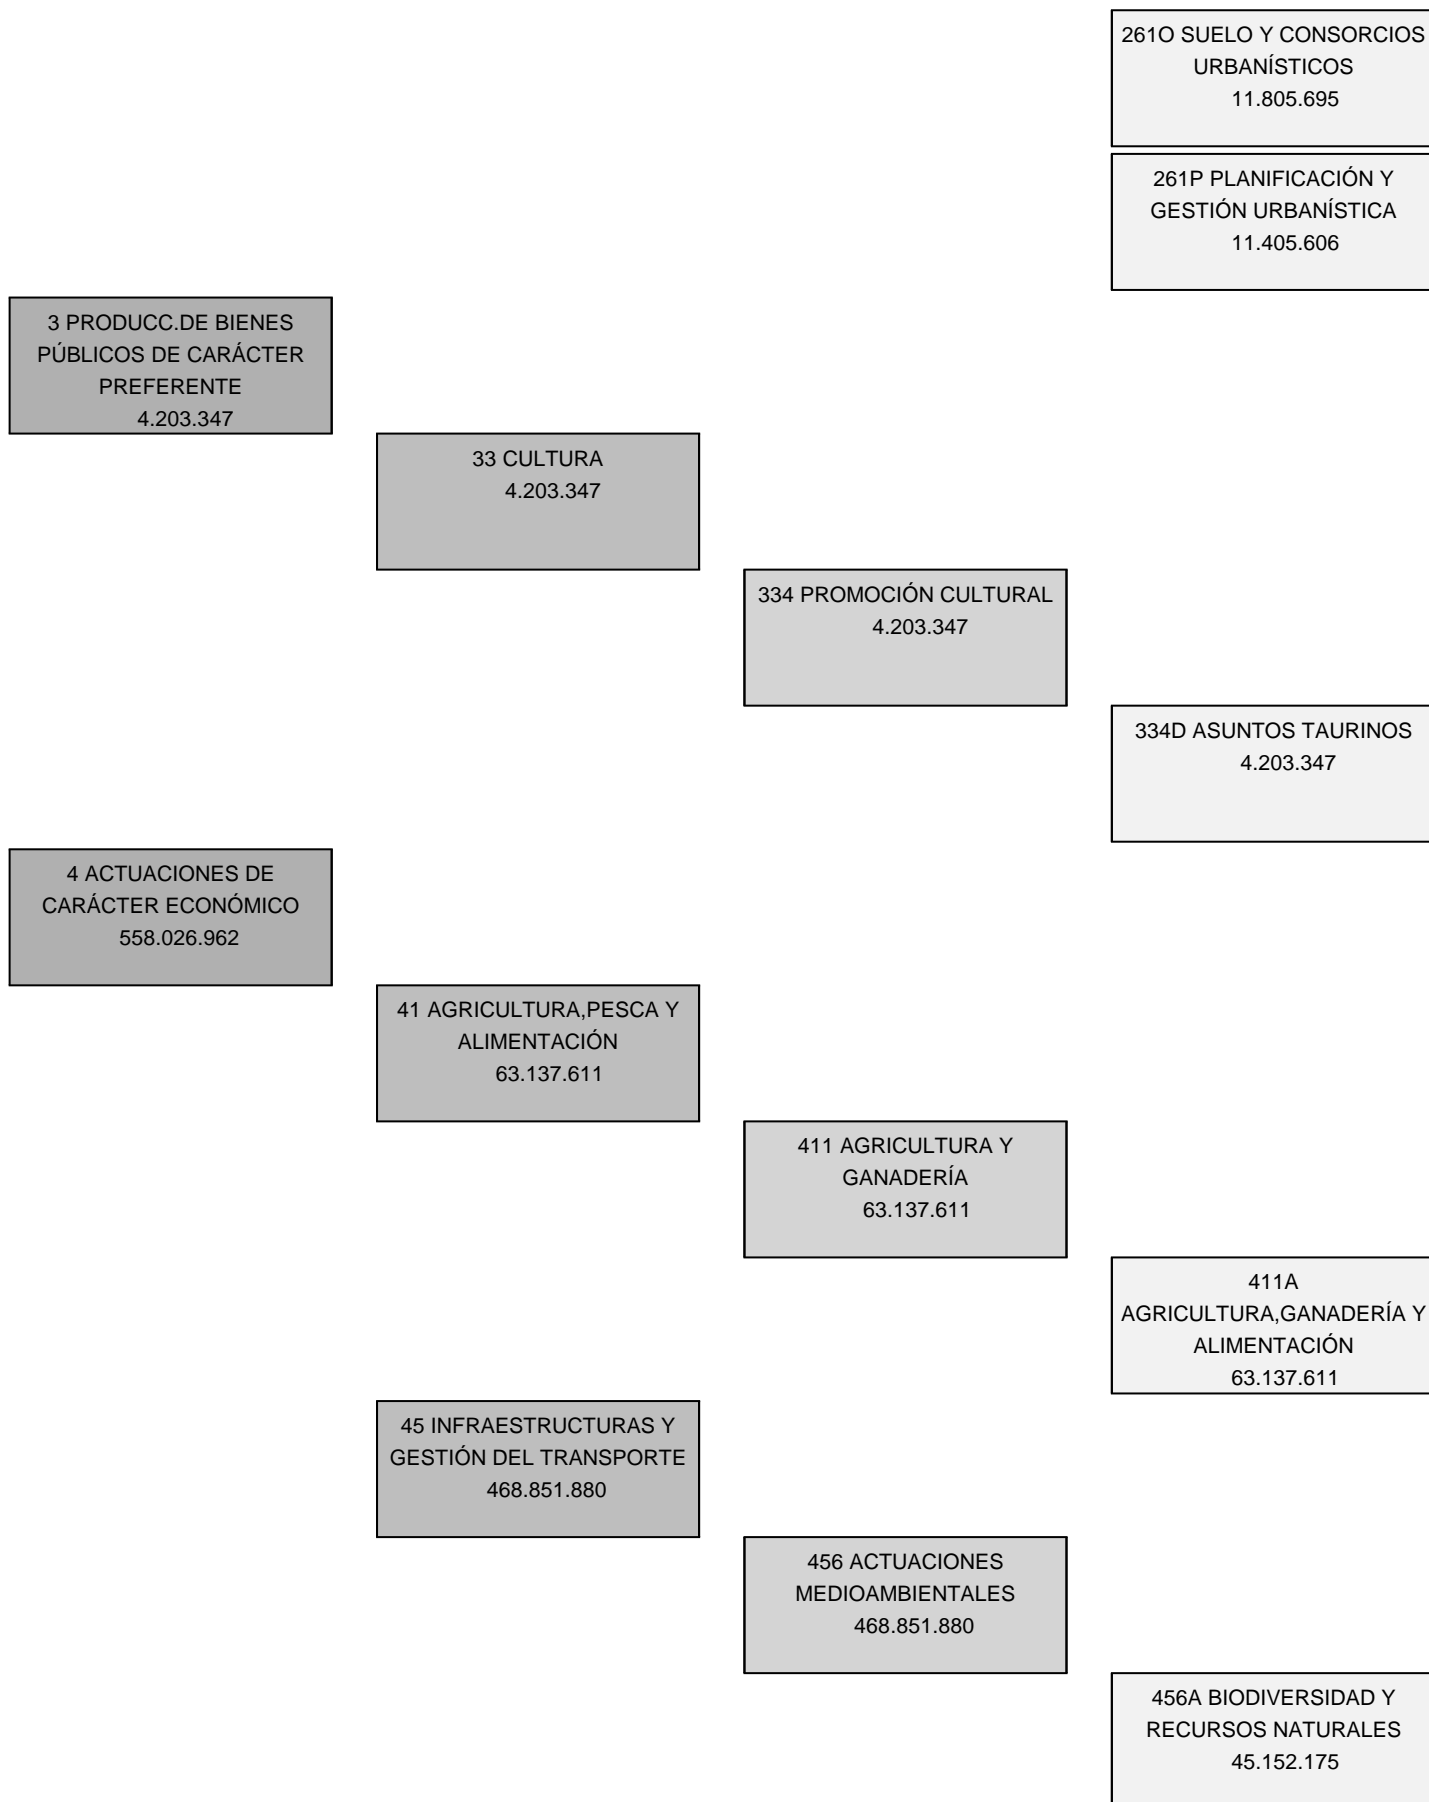 261O SUELO Y CONSORCIOS
URBANÍSTICOS
11.805.695
261P PLANIFICACIÓN Y
GESTIÓN URBANÍSTICA
11.405.606
3 PRODUCC.DE BIENES
PÚBLICOS DE CARÁCTER
PREFERENTE
4.203.347
33 CULTURA
4.203.347
334 PROMOCIÓN CULTURAL
4.203.347
334D ASUNTOS TAURINOS
4.203.347
4 ACTUACIONES DE
CARÁCTER ECONÓMICO
558.026.962
41 AGRICULTURA,PESCA Y
ALIMENTACIÓN
63.137.611
411 AGRICULTURA Y
GANADERÍA
63.137.611
411A
AGRICULTURA,GANADERÍA Y
ALIMENTACIÓN
63.137.611
45 INFRAESTRUCTURAS Y
GESTIÓN DEL TRANSPORTE
468.851.880
456 ACTUACIONES
MEDIOAMBIENTALES
468.851.880
456A BIODIVERSIDAD Y
RECURSOS NATURALES
45.152.175